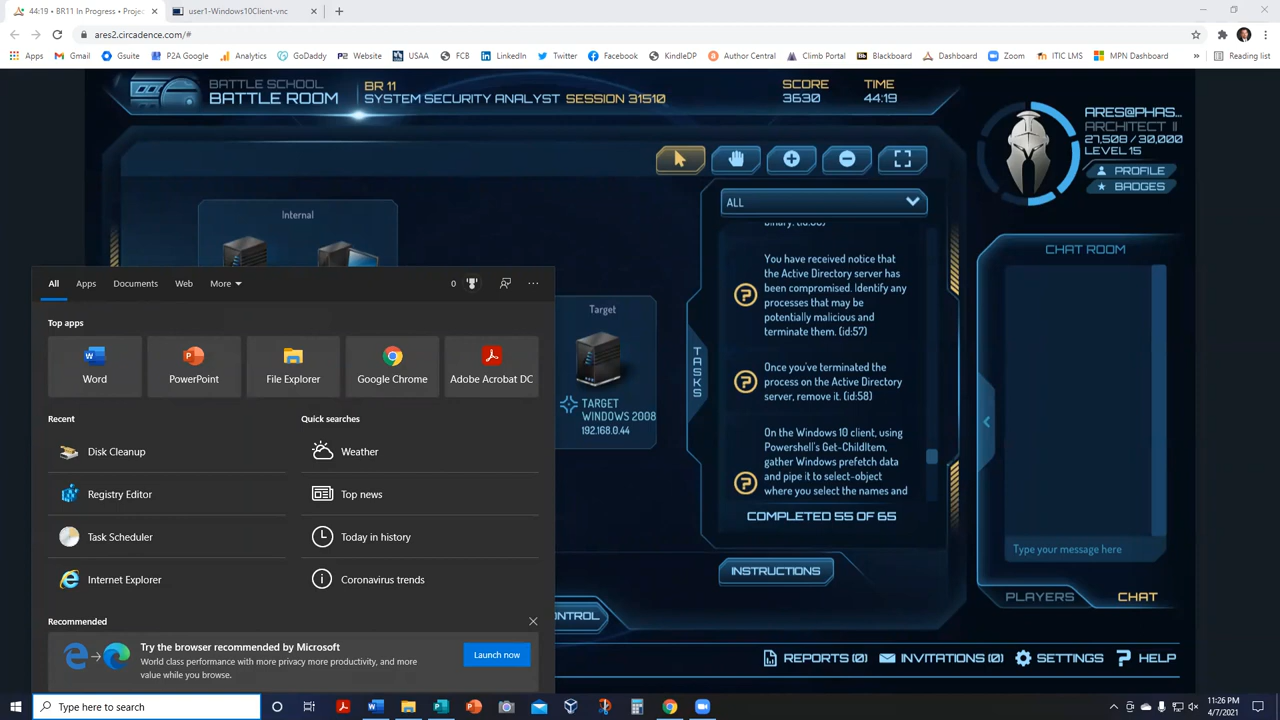 44:19 • BR11 In Progress • Projec
user1-Windows10Client-vnc
ares2.circadence.com/#
Apps
Gmail
Gsuite
P2A Google
Analytics
GoDaddy
Website
USAA
FCB
LinkedIn
Twitter
Facebook
KindleDP
Author Central
Climb Portal
Blackboard
Dashboard
Zoom
ITIC LMS
MPN Dashboard
»
Reading list
BATTLE SCHOOL
BATTLE ROOM
BR 11
SYSTEM SECURITY ANALYST SESSION 31510
SCORE
3630
TIME
44:19
ARES@PHAS...
ARCHITECT II
27,508 / 30,000
LEVEL 15
PROFILE
BADGES
Internal
Target
TARGET
WINDOWS 2008
192.168.0.44
TASKS
ALL
binary. (id:60)
You have received notice that
the Active Directory server has
been compromised. Identify any
processes that may be
potentially malicious and
terminate them. (id:57)
Once you've terminated the
process on the Active Directory
server, remove it. (id:58)
On the Windows 10 client, using
Powershell's Get-ChildItem,
gather Windows prefetch data
and pipe it to select-object
where you select the names and
COMPLETED 55 OF 65
INSTRUCTIONS
CHAT ROOM
Type your message here
PLAYERS
CHAT
NTROL
REPORTS (0)
INVITATIONS (0)
SETTINGS
HELP
All
Apps
Documents
Web
More
0
Top apps
Word
PowerPoint
File Explorer
Google Chrome
Adobe Acrobat DC
Recent
Disk Cleanup
Registry Editor
Task Scheduler
Internet Explorer
Quick searches
Weather
Top news
Today in history
Coronavirus trends
Recommended
Try the browser recommended by Microsoft
World class performance with more privacy more productivity, and more
value while you browse.
Launch now
Type here to search
11:26 PM
4/7/2021